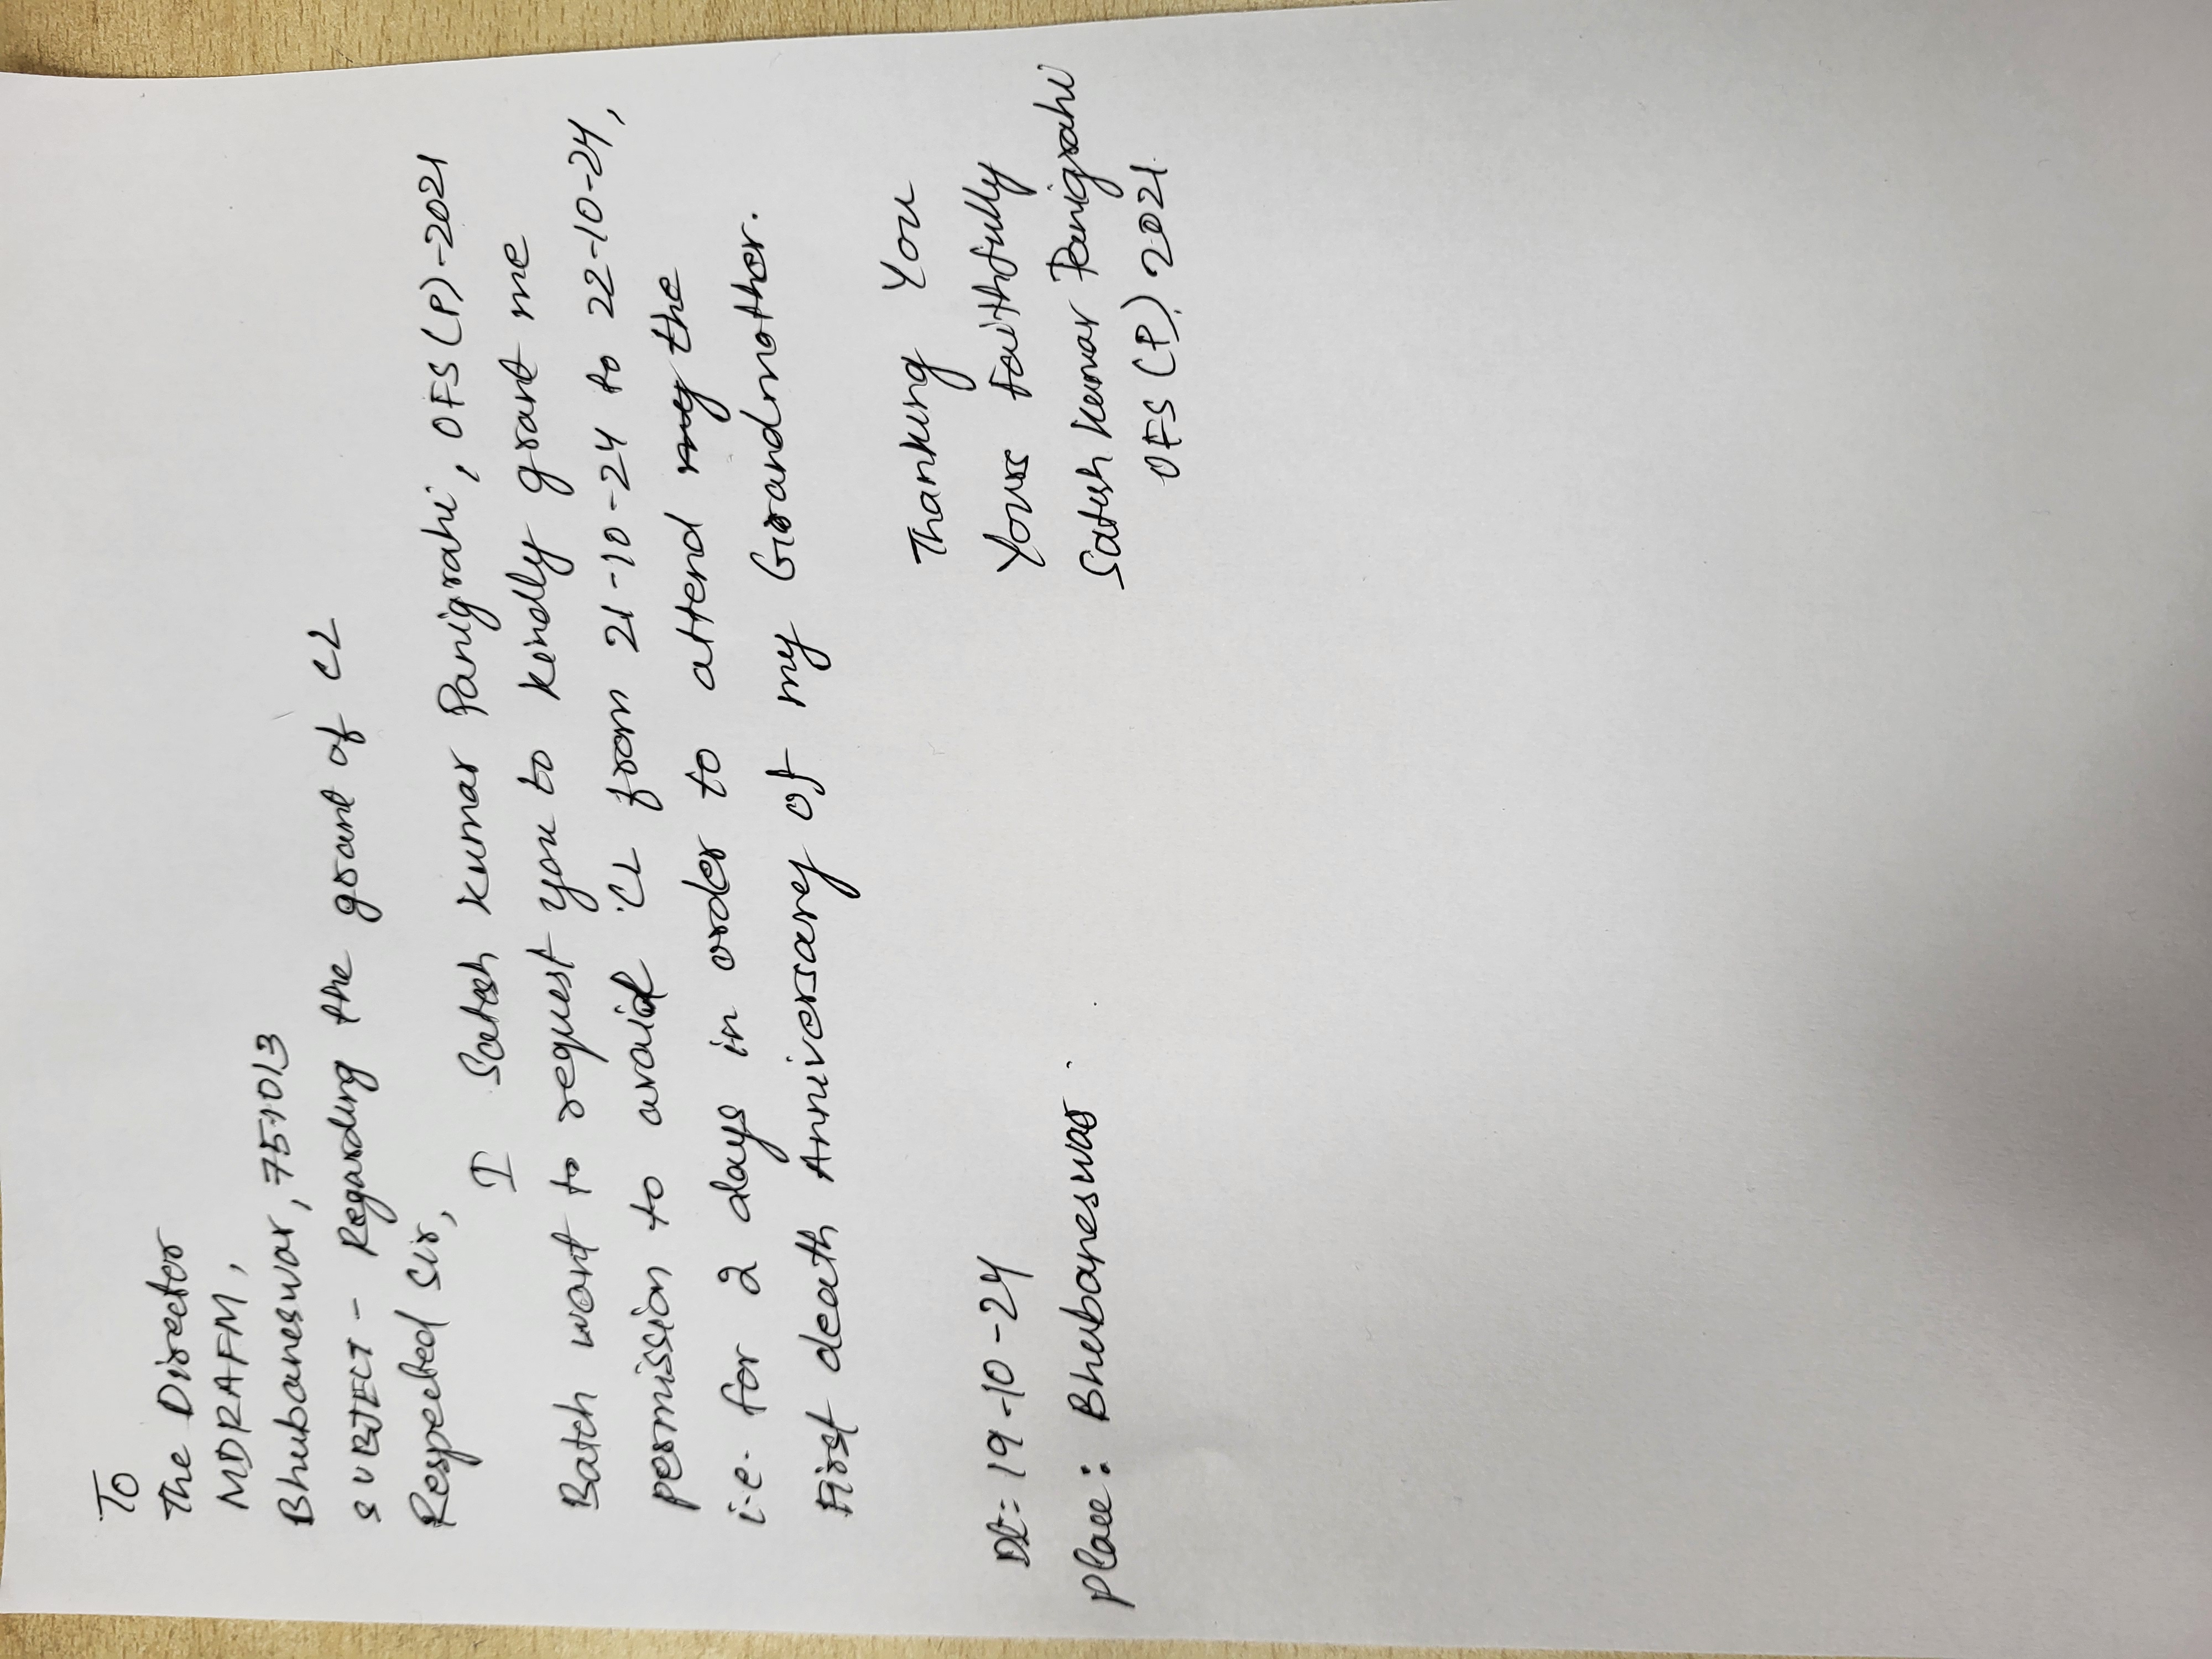 To
The Director
MDRAFM,
Bhubaneswar, 751013
SUBJECT - Regarding the grant of CL
Respected Sir,
I Satesh Kumar Panigrahi, OFS (P)-2021
Batch want to request you to kindly grant me
permission to avail CL from 21-10-24 to 22-10-24,
i.e. for 2 days in order to attend my the
First death Anniversary of my Grandmother.
Thanking You
Dt: 19-10-24
Yours Faithfully
Place: Bhubaneswar
Satesh Kumar Panigrahi
OFS (P) 2021